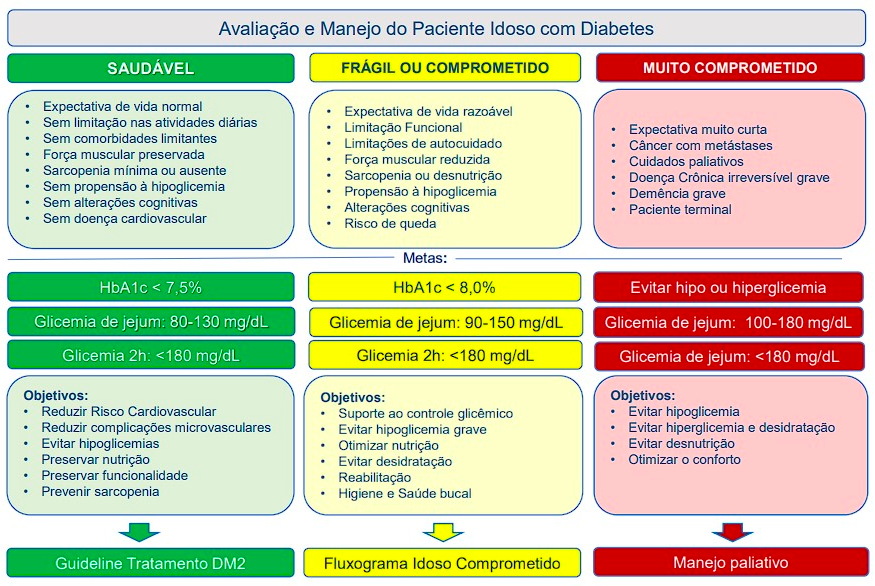 Avaliação e Manejo do Paciente Idoso com Diabetes
SAUDÁVEL
• Expectativa de vida normal
• Sem limitação nas atividades diárias
• Sem comorbidades limitantes
• Força muscular preservada
• Sarcopenia mínima ou ausente
• Sem propensão à hipoglicemia
• Sem alterações cognitivas
• Sem doença cardiovascular
FRÁGIL OU COMPROMETIDO
• Expectativa de vida razoável
• Limitação Funcional
• Limitações de autocuidado
• Força muscular reduzida
• Sarcopenia ou desnutrição
• Propensão à hipoglicemia
• Alterações cognitivas
• Risco de queda
MUITO COMPROMETIDO
• Expectativa muito curta
• Câncer com metástases
• Cuidados paliativos
• Doença Crônica irreversível grave
• Demência grave
• Paciente terminal
Metas:
HbA1c < 7,5%
Glicemia de jejum: 80-130 mg/dL
Glicemia 2h: <180 mg/dL
HbA1c < 8,0%
Glicemia de jejum: 90-150 mg/dL
Glicemia 2h: <180 mg/dL
Evitar hipo ou hiperglicemia
Glicemia de jejum: 100-180 mg/dL
Glicemia de jejum: <180 mg/dL
Objetivos:
• Reduzir Risco Cardiovascular
• Reduzir complicações microvasculares
• Evitar hipoglicemias
• Preservar nutrição
• Preservar funcionalidade
• Prevenir sarcopenia
Objetivos:
• Suporte ao controle glicêmico
• Evitar hipoglicemia grave
• Otimizar nutrição
• Evitar desidratação
• Reabilitação
• Higiene e Saúde bucal
Objetivos:
• Evitar hipoglicemia
• Evitar hiperglicemia e desidratação
• Evitar desnutrição
• Otimizar o conforto
Guideline Tratamento DM2
Fluxograma Idoso Comprometido
Manejo paliativo